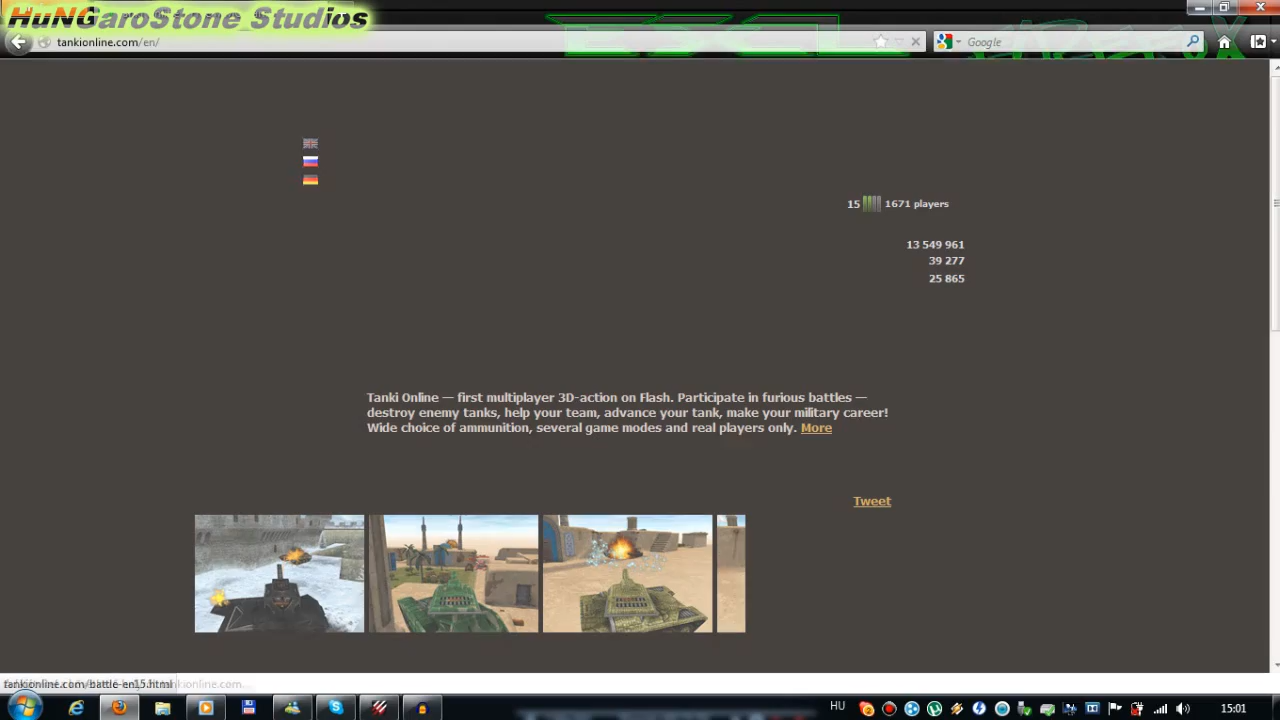 HuNGaroStone Studios
tankionline.com/en/
Google
15 1671 players
13 549 961
39 277
25 865
Tanki Online — first multiplayer 3D-action on Flash. Participate in furious battles —
destroy enemy tanks, help your team, advance your tank, make your military career!
Wide choice of ammunition, several game modes and real players only. More
Tweet
tankionline.com/battle-en15.html
HU
15:01